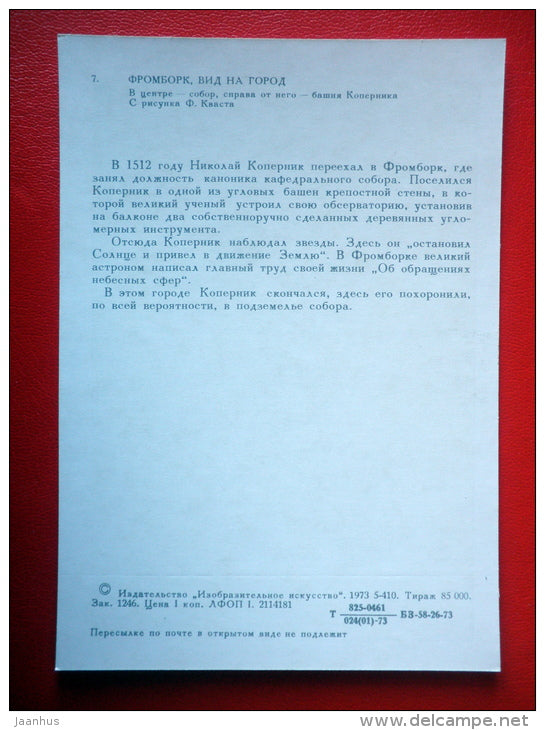 7. ФРОМБОРК, ВИД НА ГОРОД
В центре — собор, справа от него — башня Коперника
С рисунка Ф. Кваста
В 1512 году Николай Коперник переехал в Фромборк, где
занял должность каноника кафедрального собора. Поселился
Коперник в одной из угловых башен крепостной стены, в ко-
торой великий ученый устроил свою обсерваторию, установив
на балконе два собственноручно сделанных деревянных угло-
мерных инструмента.
Отсюда Коперник наблюдал звезды. Здесь он „остановил
Солнце и привел в движение Землю“. В Фромборке великий
астроном написал главный труд своей жизни „Об обращениях
небесных сфер“.
В этом городе Коперник скончался, здесь его похоронили,
по всей вероятности, в подземелье собора.
© Издательство „Изобразительное искусство“. 1973 5-410. Тираж 85 000.
Зак. 1246. Цена 1 коп. ЛФОП 1. 2114181
Т 825-0461 / 024(01)-73 БЗ-58-26-73
Пересылке по почте в открытом виде не подлежит
Jaanhus
www.delcampe.net